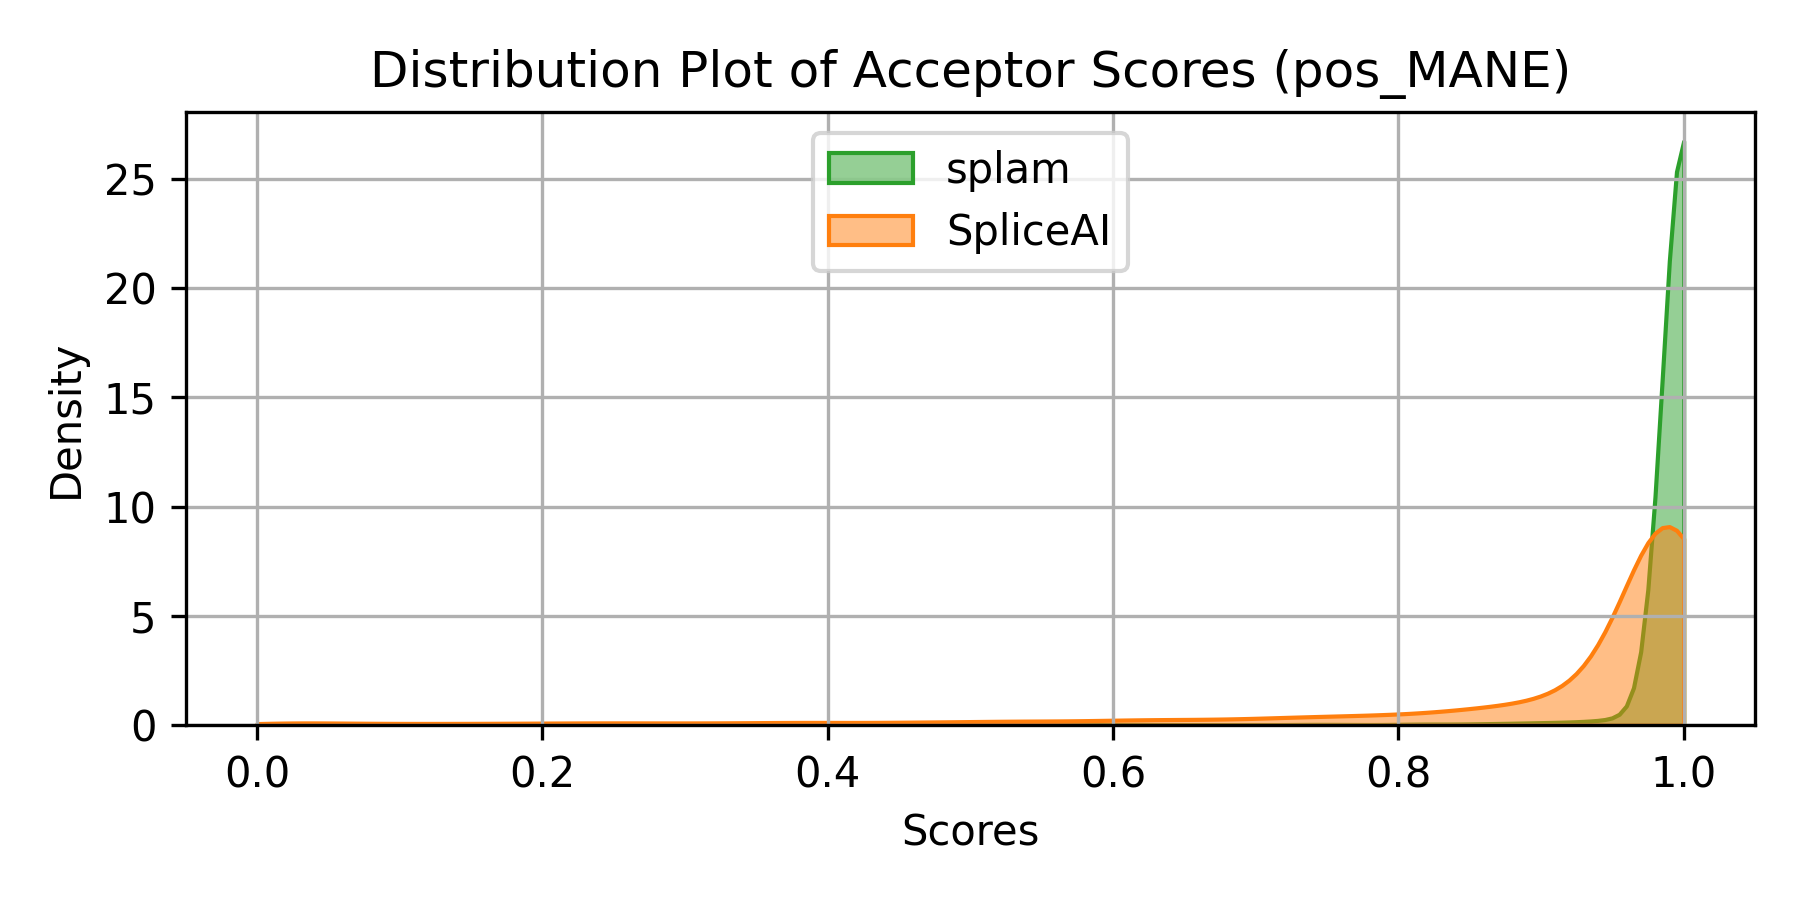 Distribution Plot of Acceptor Scores (pos_MANE)
splam
SpliceAI
Density
25
20
15
10
5
0
0.0 0.2 0.4 0.6 0.8 1.0
Scores